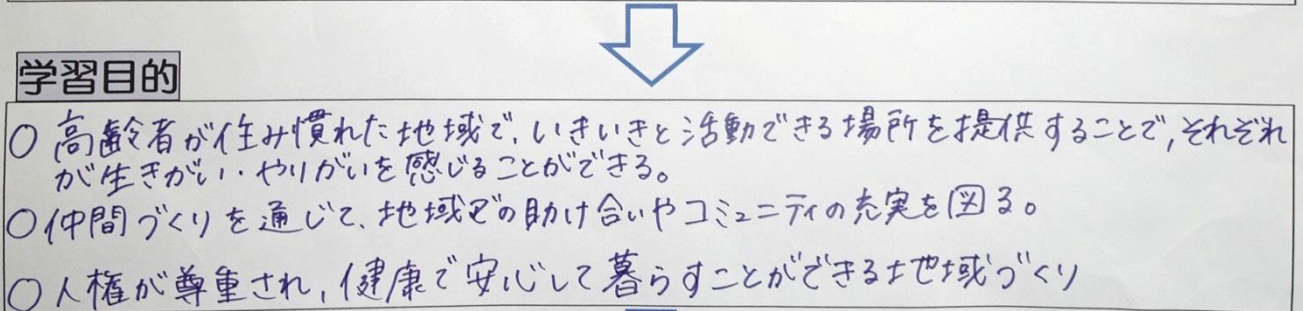 学習目的
○ 高齢者が住み慣れた地域で、いきいきと活動できる場所を提供することで,それぞれ
が生きがい・やりがいを感じることができる。
○仲間づくりを通じて、地域での助け合いやコミュニティの充実を図る。
○人権が尊重され,健康で安心して暮らすことができる地域づくり